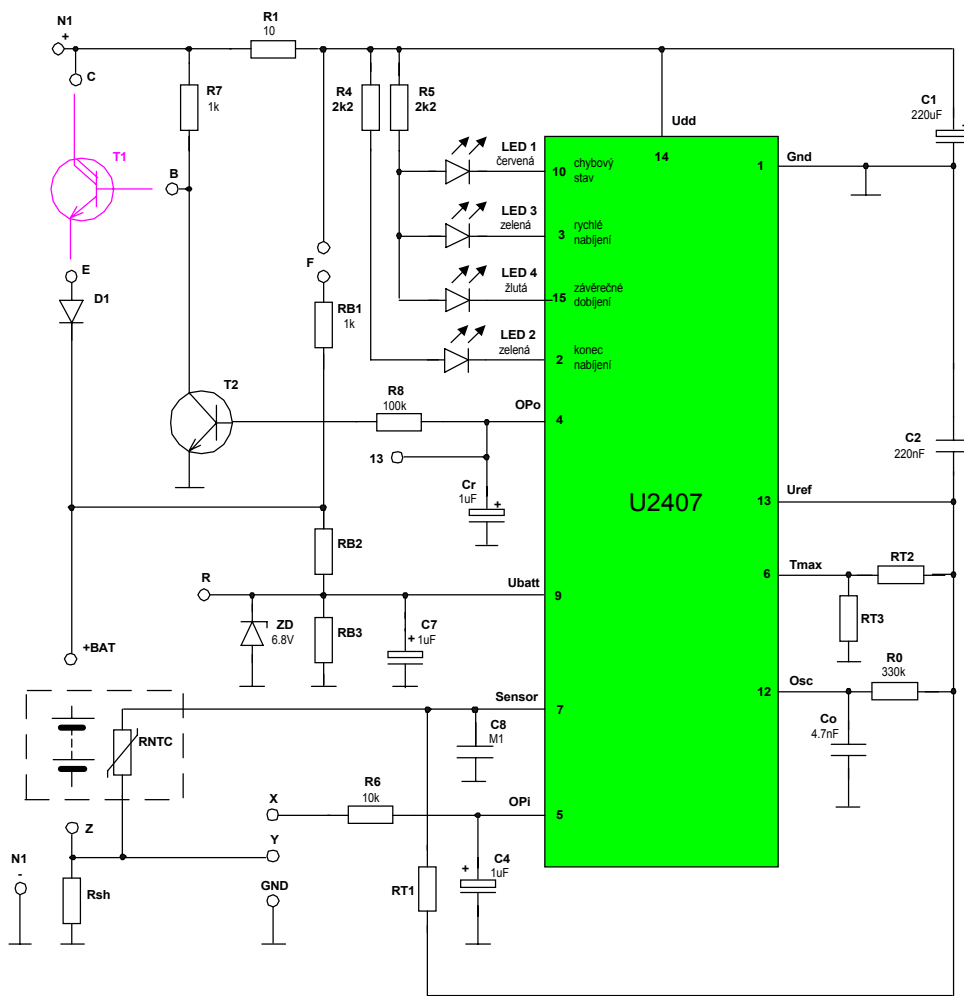 N1
+
R1
10
C
R7
1k
R4
2k2
R5
2k2
C1
220uF
+
Udd
14
T1
B
LED 1
červená
10
chybový
stav
1
Gnd
LED 3
zelená
3
rychlé
nabíjení
F
E
D1
LED 4
žlutá
15
závěrečné
dobíjení
RB1
1k
LED 2
zelená
2
konec
nabíjení
T2
R8
100k
OPo
4
13
C2
220nF
Cr
1uF
+
U2407
13
Uref
RB2
6
Tmax
RT2
R
Ubatt
9
ZD
6.8V
RB3
C7
+
1uF
RT3
+BAT
R0
330k
Sensor
7
12
Osc
RNTC
C8
M1
Co
4.7nF
X
R6
10k
OPi
5
Z
Y
N1
-
Rsh
GND
RT1
+
C4
1uF